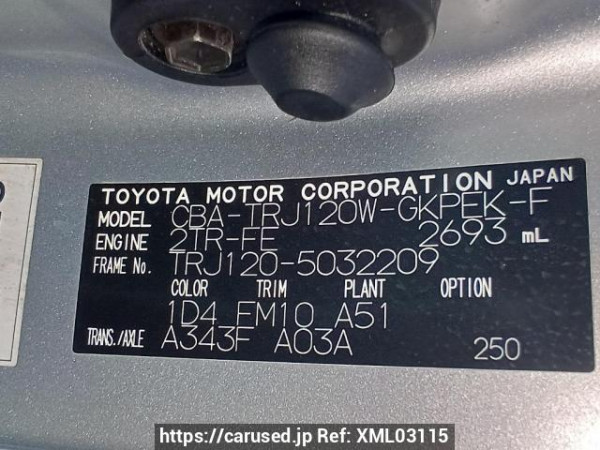 TOYOTA MOTOR CORPORATION JAPAN
MODEL CBA-TRJ120W-GKPEK-F
ENGINE 2TR-FE 2693 mL
FRAME No. TRJ120-5032209
COLOR TRIM PLANT OPTION
1D4 FM10 A51
TRANS./AXLE A343F A03A 250
https://carused.jp Ref: XML03115